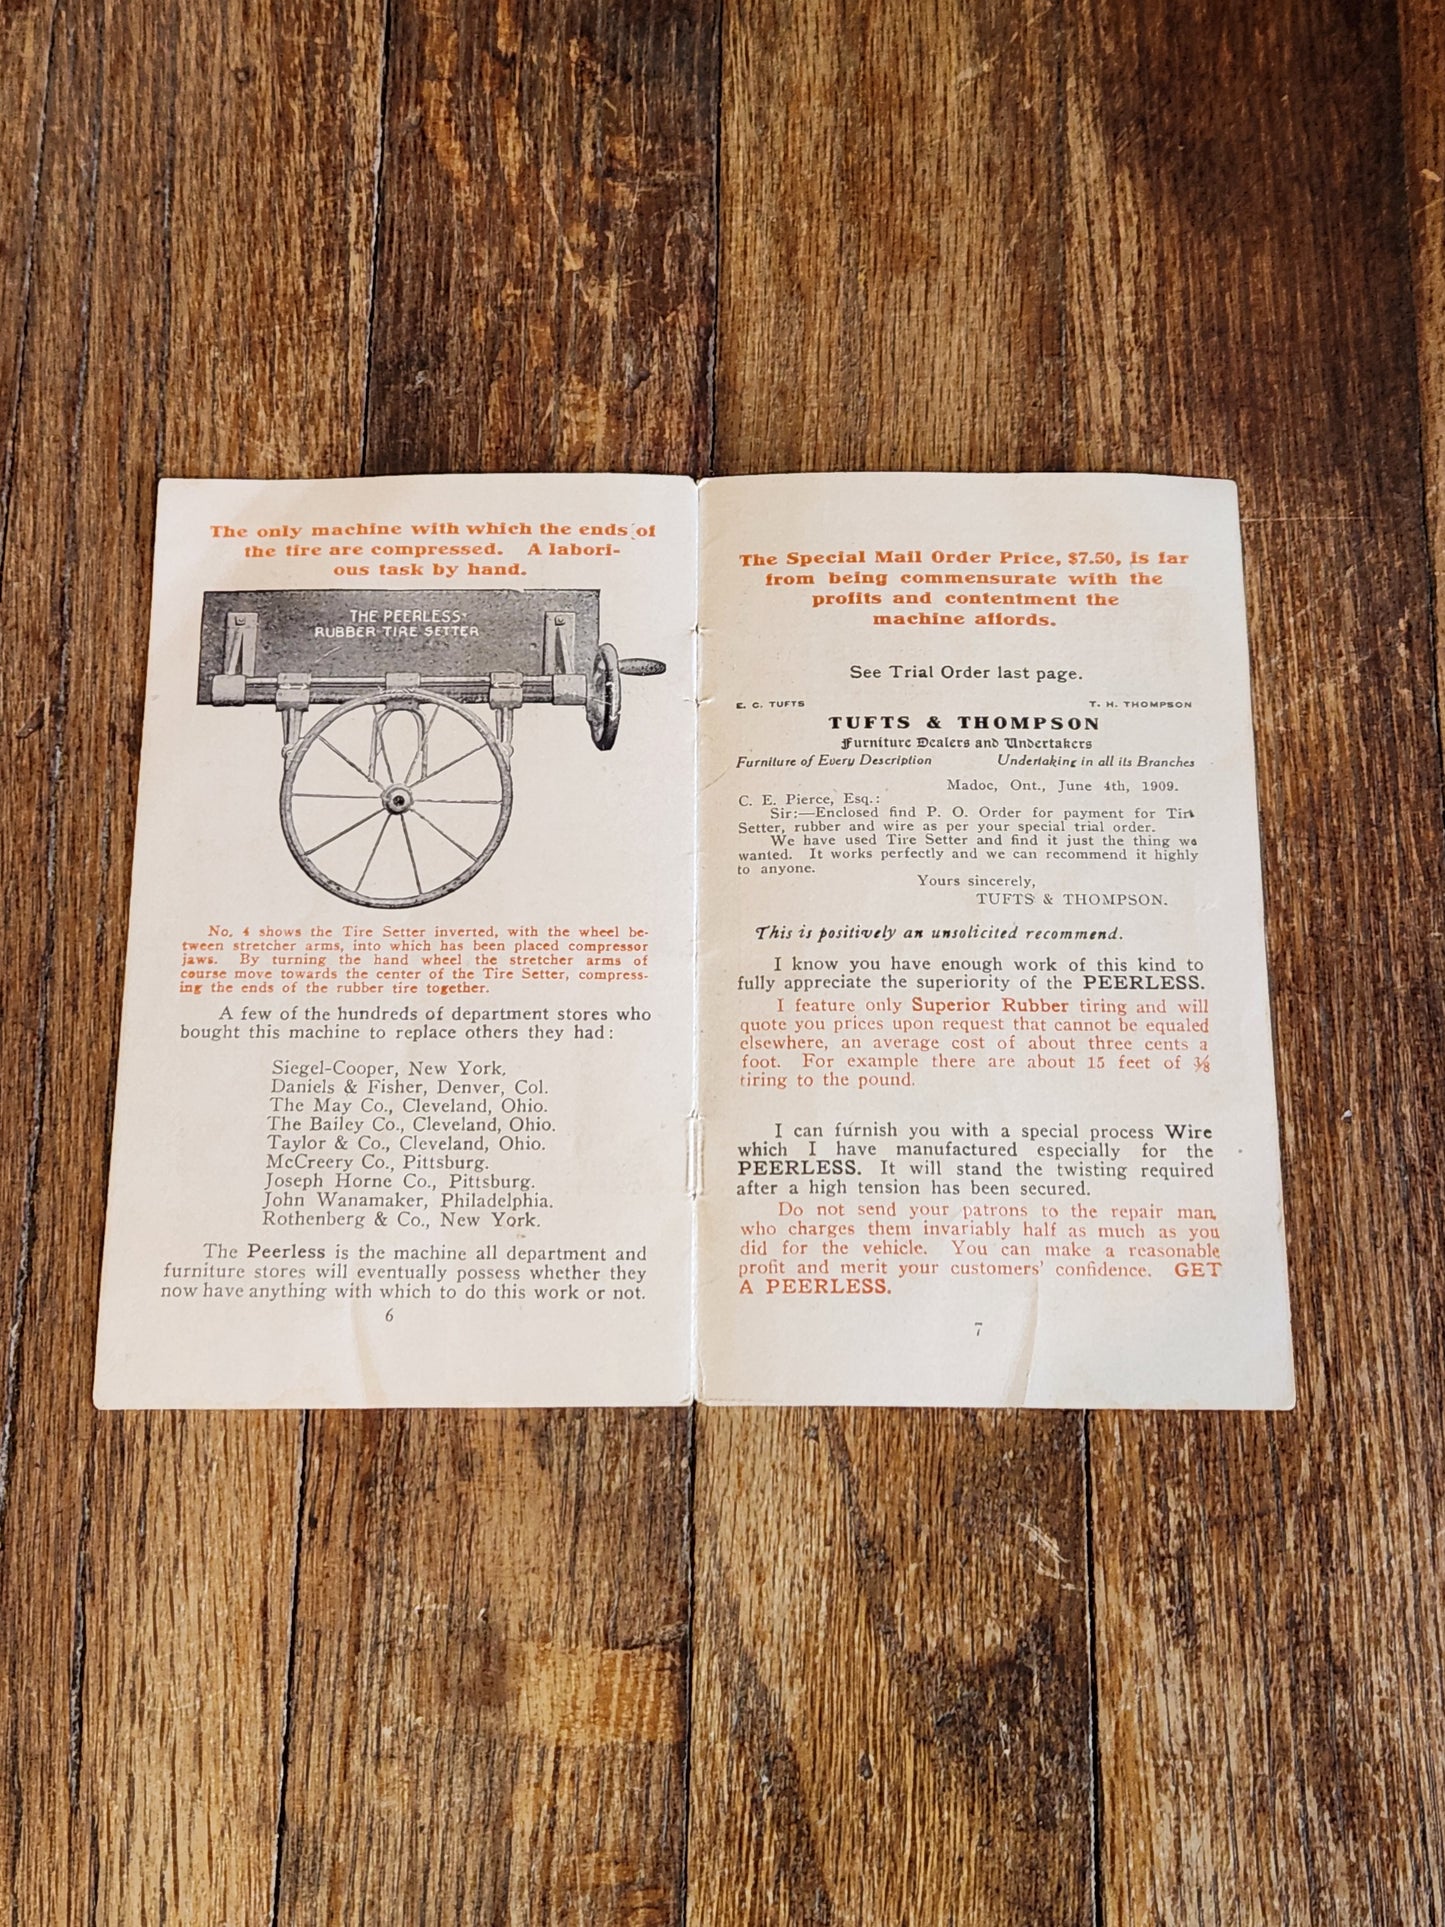 The only machine with which the ends of
the tire are compressed. A labori-
ous task by hand.
THE PEERLESS
RUBBER TIRE SETTER
No. 4 shows the Tire Setter inverted, with the wheel be-
tween stretcher arms, into which has been placed compressor
jaws. By turning the hand wheel the stretcher arms of
course move towards the center of the Tire Setter, compress-
ing the ends of the rubber tire together.
A few of the hundreds of department stores who
bought this machine to replace others they had:
Siegel-Cooper, New York.
Daniels & Fisher, Denver, Col.
The May Co., Cleveland, Ohio.
The Bailey Co., Cleveland, Ohio.
Taylor & Co., Cleveland, Ohio.
McCreery Co., Pittsburg.
Joseph Horne Co., Pittsburg.
John Wanamaker, Philadelphia.
Rothenberg & Co., New York.
The Peerless is the machine all department and
furniture stores will eventually possess whether they
now have anything with which to do this work or not.
6
The Special Mail Order Price, $7.50, is far
from being commensurate with the
profits and contentment the
machine affords.
See Trial Order last page.
E. C. TUFTS T. H. THOMPSON
TUFTS & THOMPSON
Furniture Dealers and Undertakers
Furniture of Every Description Undertaking in all its Branches
Madoc, Ont., June 4th, 1909.
C. E. Pierce, Esq.:
Sir:—Enclosed find P. O. Order for payment for Tire
Setter, rubber and wire as per your special trial order.
We have used Tire Setter and find it just the thing we
wanted. It works perfectly and we can recommend it highly
to anyone.
Yours sincerely,
TUFTS & THOMPSON.
This is positively an unsolicited recommend.
I know you have enough work of this kind to
fully appreciate the superiority of the PEERLESS.
I feature only Superior Rubber tiring and will
quote you prices upon request that cannot be equaled
elsewhere, an average cost of about three cents a
foot. For example there are about 15 feet of 3/8
tiring to the pound.
I can furnish you with a special process Wire
which I have manufactured especially for the
PEERLESS. It will stand the twisting required
after a high tension has been secured.
Do not send your patrons to the repair man,
who charges them invariably half as much as you
did for the vehicle. You can make a reasonable
profit and merit your customers' confidence. GET
A PEERLESS.
7